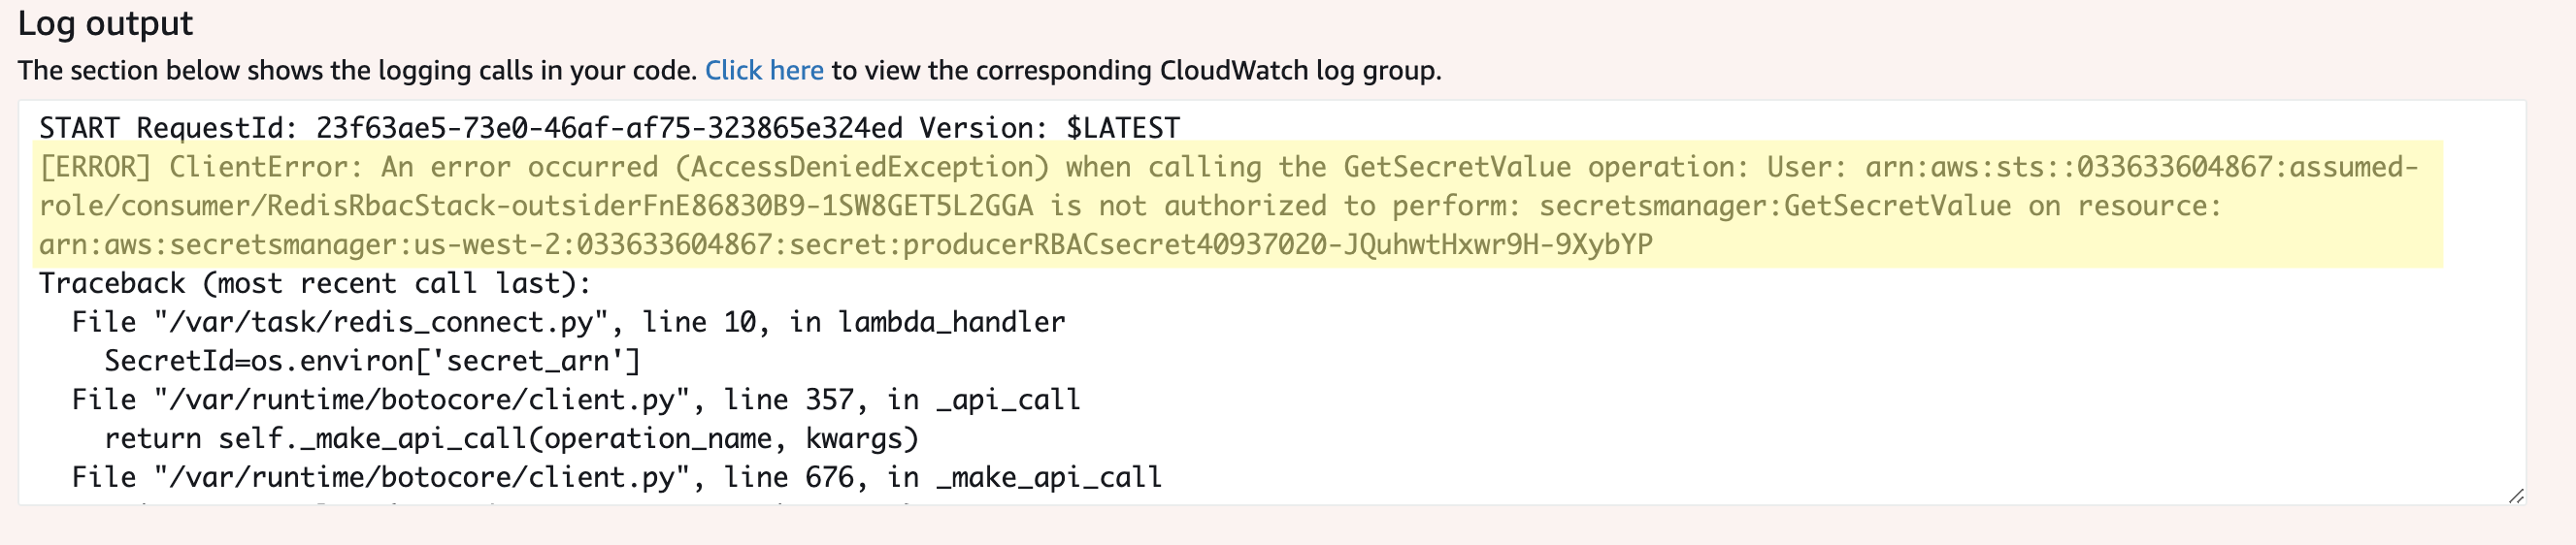 Log output
The section below shows the logging calls in your code. Click here to view the corresponding CloudWatch log group.
START RequestId: 23f63ae5-73e0-46af-af75-323865e324ed Version: $LATEST
[ERROR] ClientError: An error occurred (AccessDeniedException) when calling the GetSecretValue operation: User: arn:aws:sts::033633604867:assumed-
role/consumer/RedisRbacStack-outsiderFnE86830B9-1SW8GET5L2GGA is not authorized to perform: secretsmanager:GetSecretValue on resource:
arn:aws:secretsmanager:us-west-2:033633604867:secret:producerRBACsecret40937020-JQuhwtHxwr9H-9XybYP
Traceback (most recent call last):
  File "/var/task/redis_connect.py", line 10, in lambda_handler
    SecretId=os.environ['secret_arn']
  File "/var/runtime/botocore/client.py", line 357, in _api_call
    return self._make_api_call(operation_name, kwargs)
  File "/var/runtime/botocore/client.py", line 676, in _make_api_call